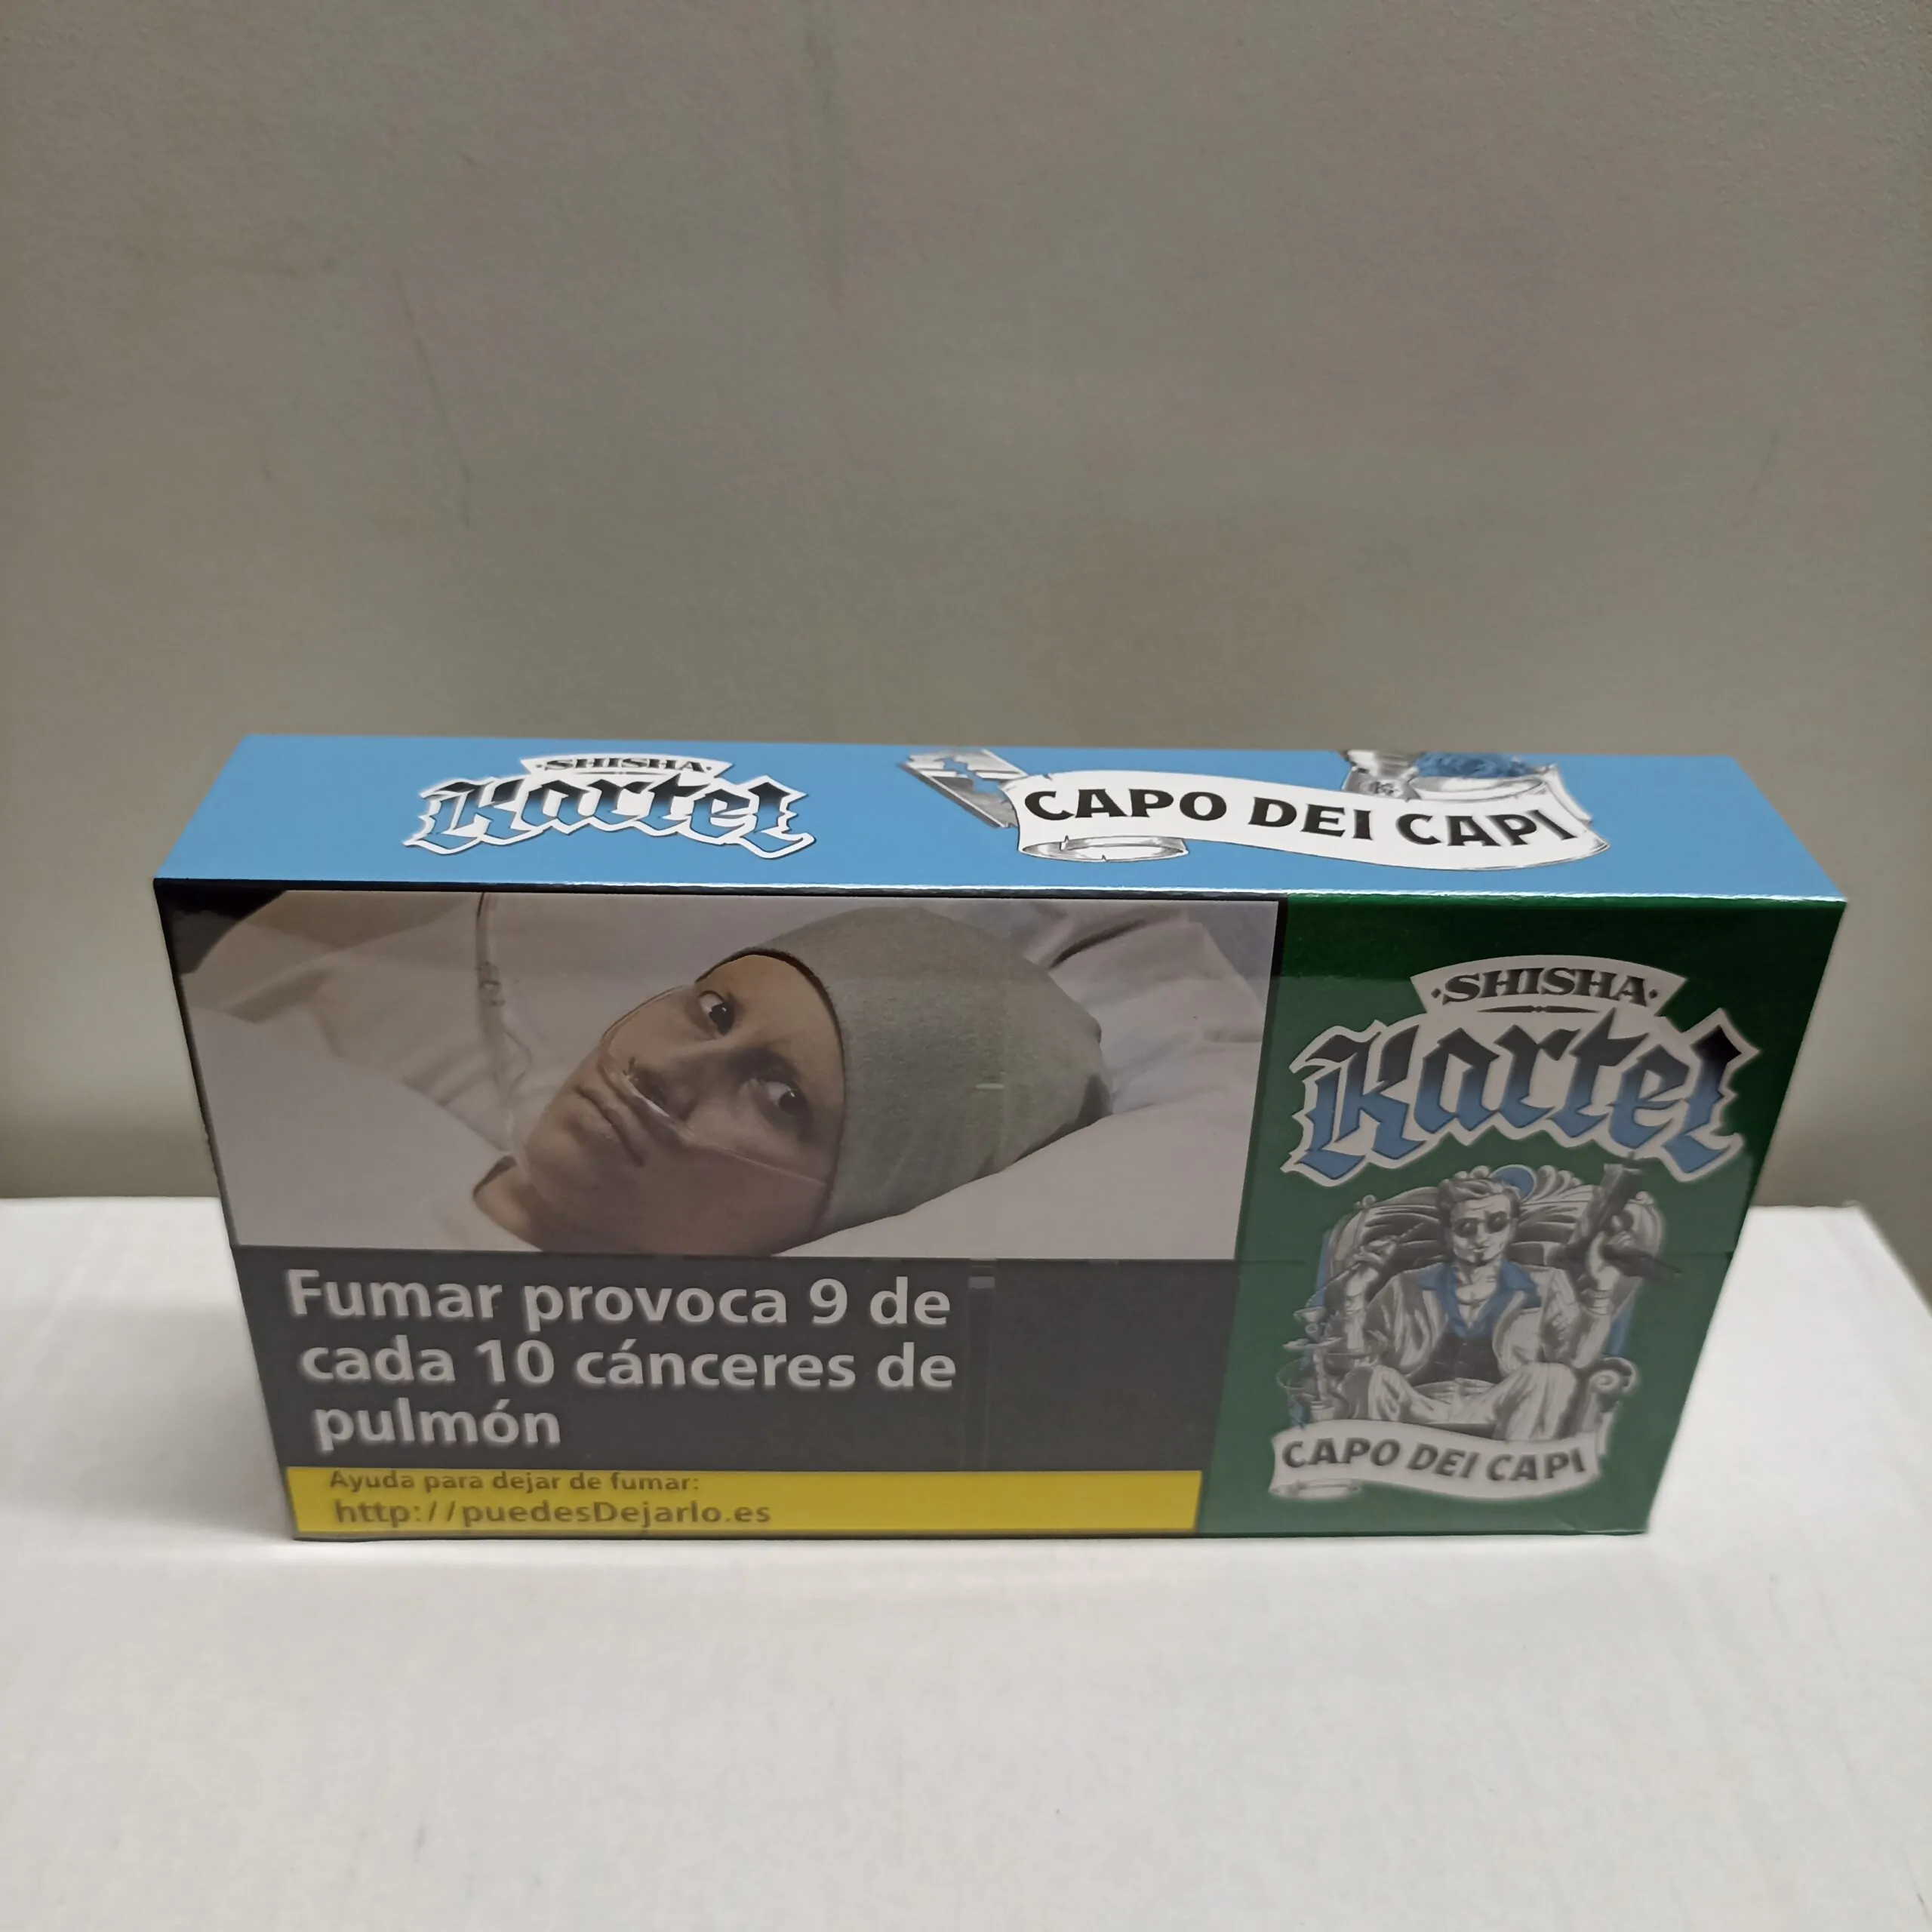 SHISHA
Kartel
CAPO DEI CAPI
SHISHA
Kartel
CAPO DEI CAPI
Fumar provoca 9 de
cada 10 cánceres de
pulmón
Ayuda para dejar de fumar:
http://puedesDejarlo.es